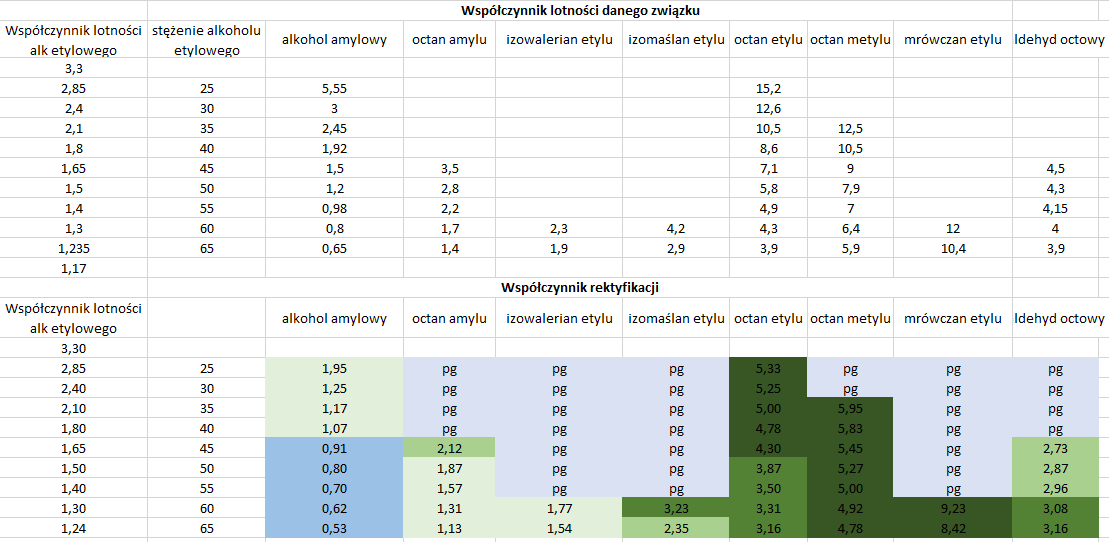 Współczynnik lotności danego związku
Współczynnik lotności alk etylowego stężenie alkoholu etylowego alkohol amylowy octan amylu izowalerian etylu izomaślan etylu octan etylu octan metylu mrówczan etylu ldehyd octowy
3,3
2,85 25 5,55 15,2
2,4 30 3 12,6
2,1 35 2,45 10,5 12,5
1,8 40 1,92 8,6 10,5
1,65 45 1,5 3,5 7,1 9 4,5
1,5 50 1,2 2,8 5,8 7,9 4,3
1,4 55 0,98 2,2 4,9 7 4,15
1,3 60 0,8 1,7 2,3 4,2 4,3 6,4 12 4
1,235 65 0,65 1,4 1,9 2,9 3,9 5,9 10,4 3,9
1,17
Współczynnik rektyfikacji
Współczynnik lotności alk etylowego alkohol amylowy octan amylu izowalerian etylu izomaślan etylu octan etylu octan metylu mrówczan etylu ldehyd octowy
3,30
2,85 25 1,95 pg pg pg 5,33 pg pg pg
2,40 30 1,25 pg pg pg 5,25 pg pg pg
2,10 35 1,17 pg pg pg 5,00 5,95 pg pg
1,80 40 1,07 pg pg pg 4,78 5,83 pg pg
1,65 45 0,91 2,12 pg pg 4,30 5,45 pg 2,73
1,50 50 0,80 1,87 pg pg 3,87 5,27 pg 2,87
1,40 55 0,70 1,57 pg pg 3,50 5,00 pg 2,96
1,30 60 0,62 1,31 1,77 3,23 3,31 4,92 9,23 3,08
1,24 65 0,53 1,13 1,54 2,35 3,16 4,78 8,42 3,16